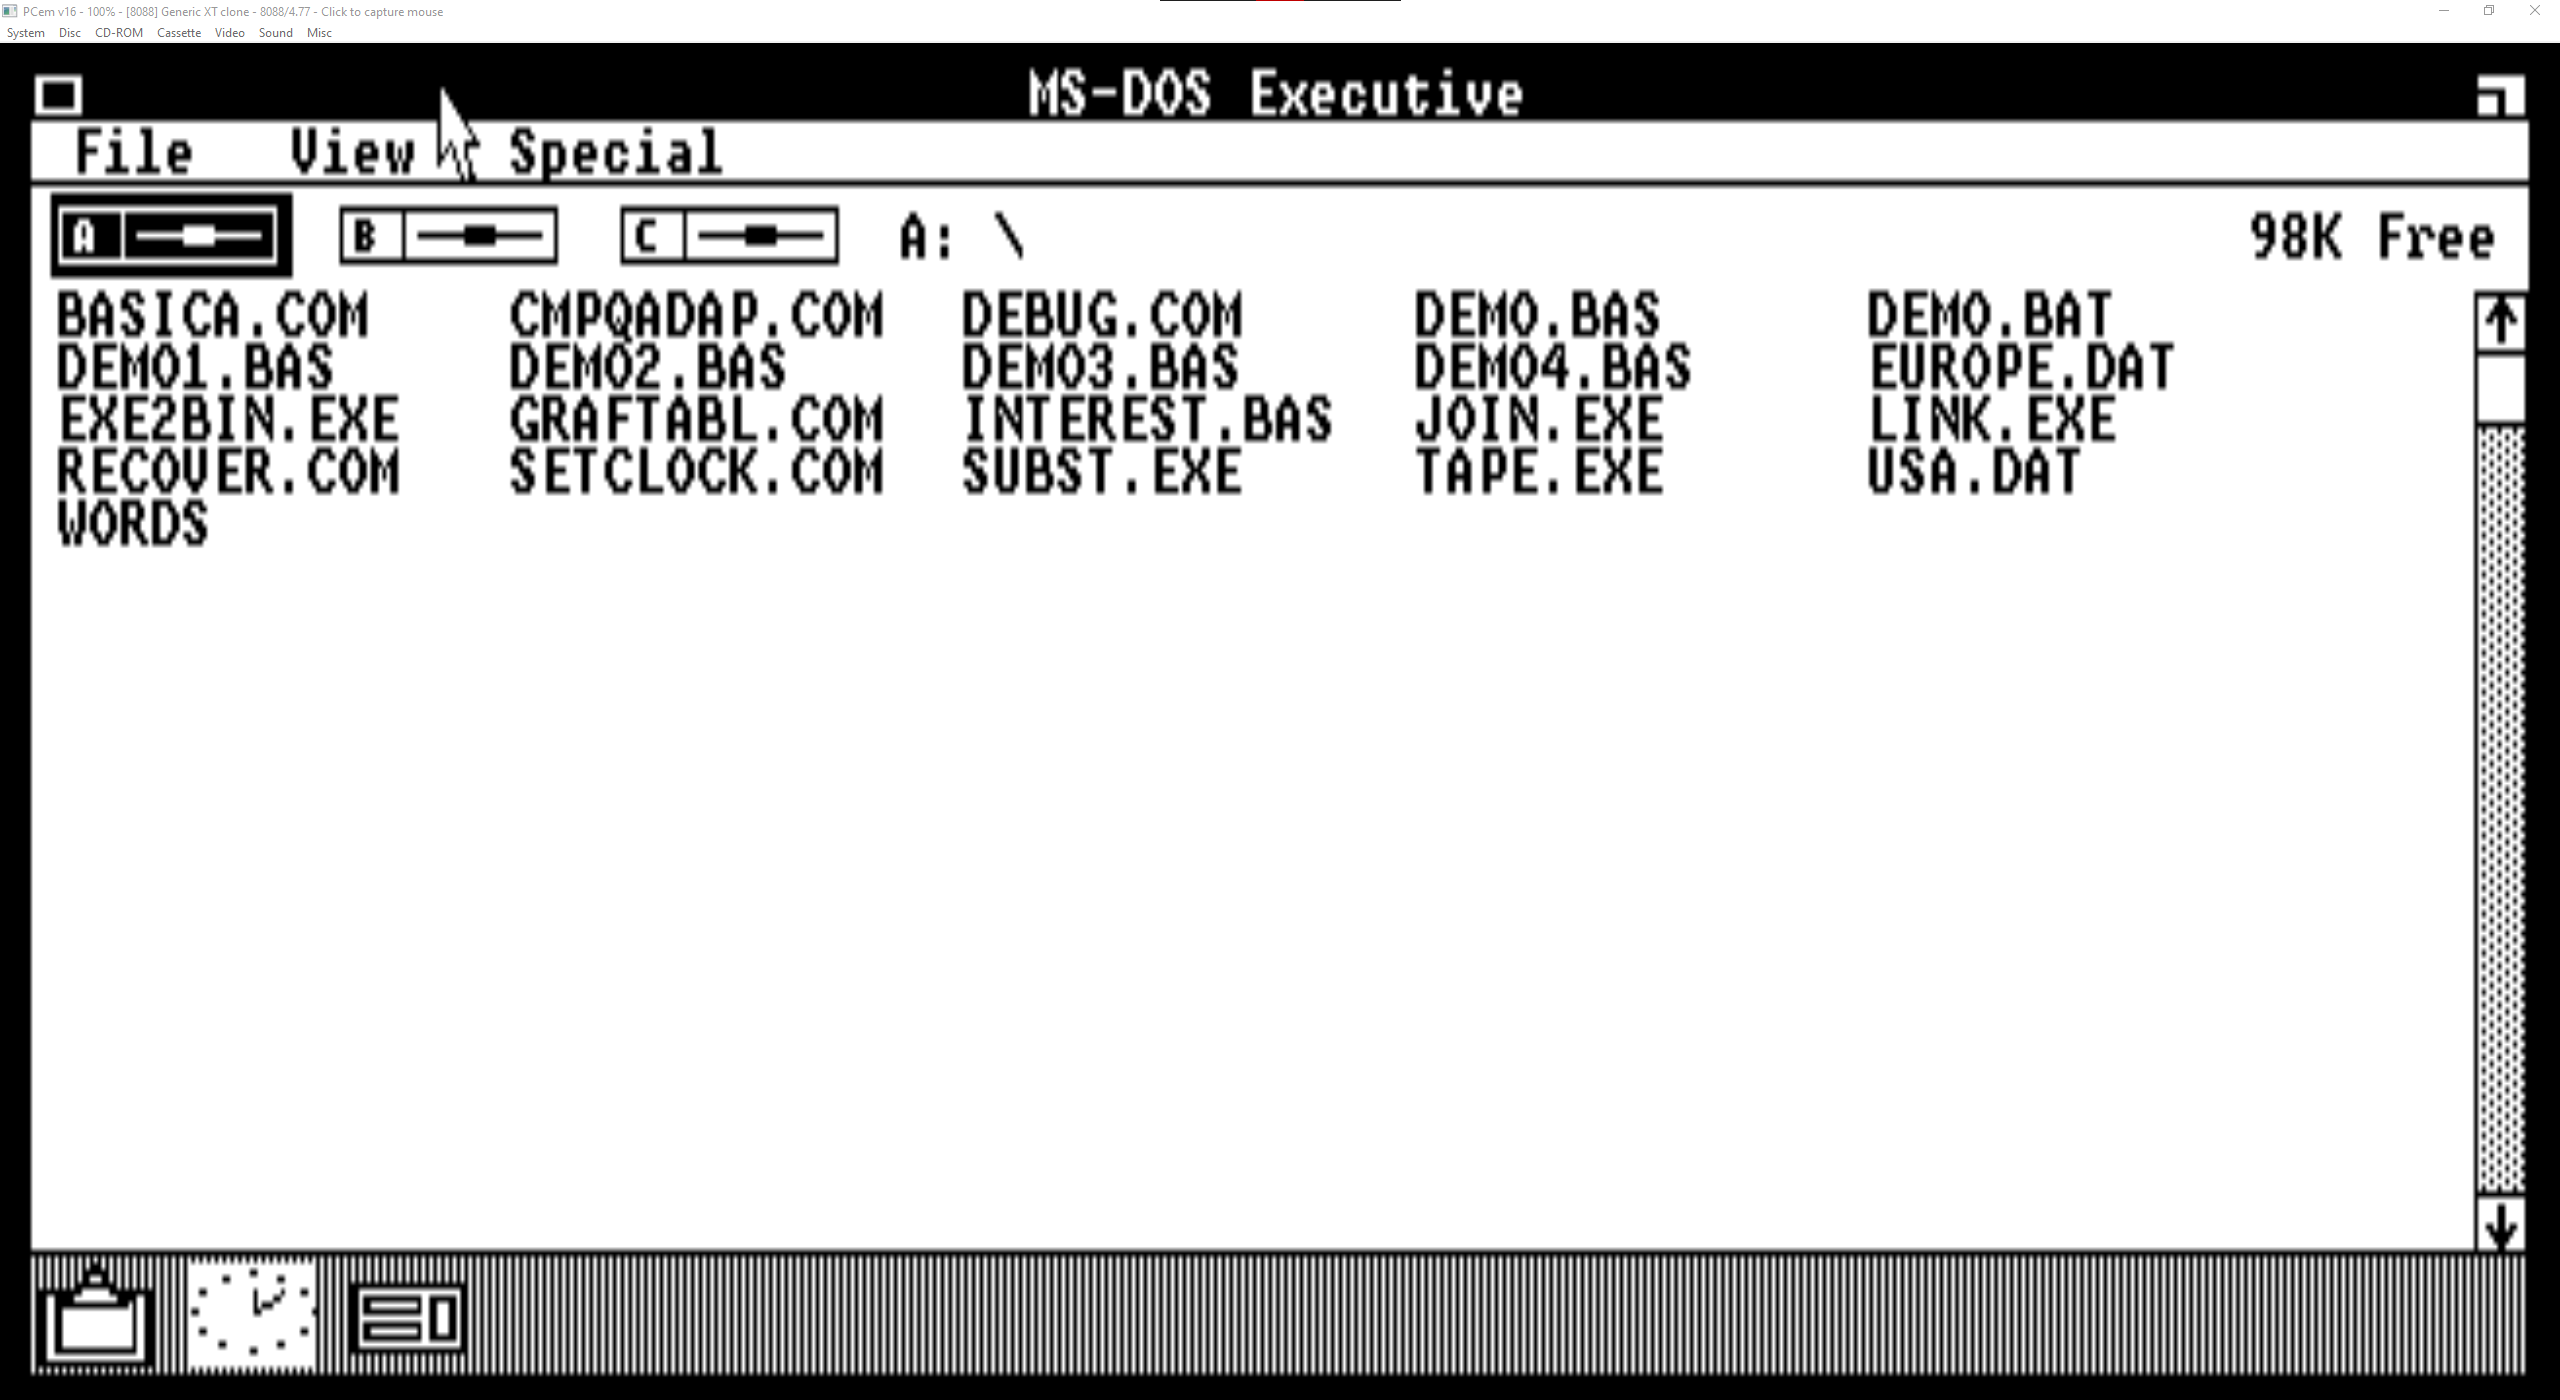 PCem v16 - 100% - [8088] Generic XT clone - 8088/4.77 - Click to capture mouse
System Disc CD-ROM Cassette Video Sound Misc
MS-DOS Executive
File View Special
A B C A: \ 98K Free
BASICA.COM CMPQADAP.COM DEBUG.COM DEMO.BAS DEMO.BAT
DEMO1.BAS DEMO2.BAS DEMO3.BAS DEMO4.BAS EUROPE.DAT
EXE2BIN.EXE GRAFTABL.COM INTEREST.BAS JOIN.EXE LINK.EXE
RECOVER.COM SETCLOCK.COM SUBST.EXE TAPE.EXE USA.DAT
WORDS